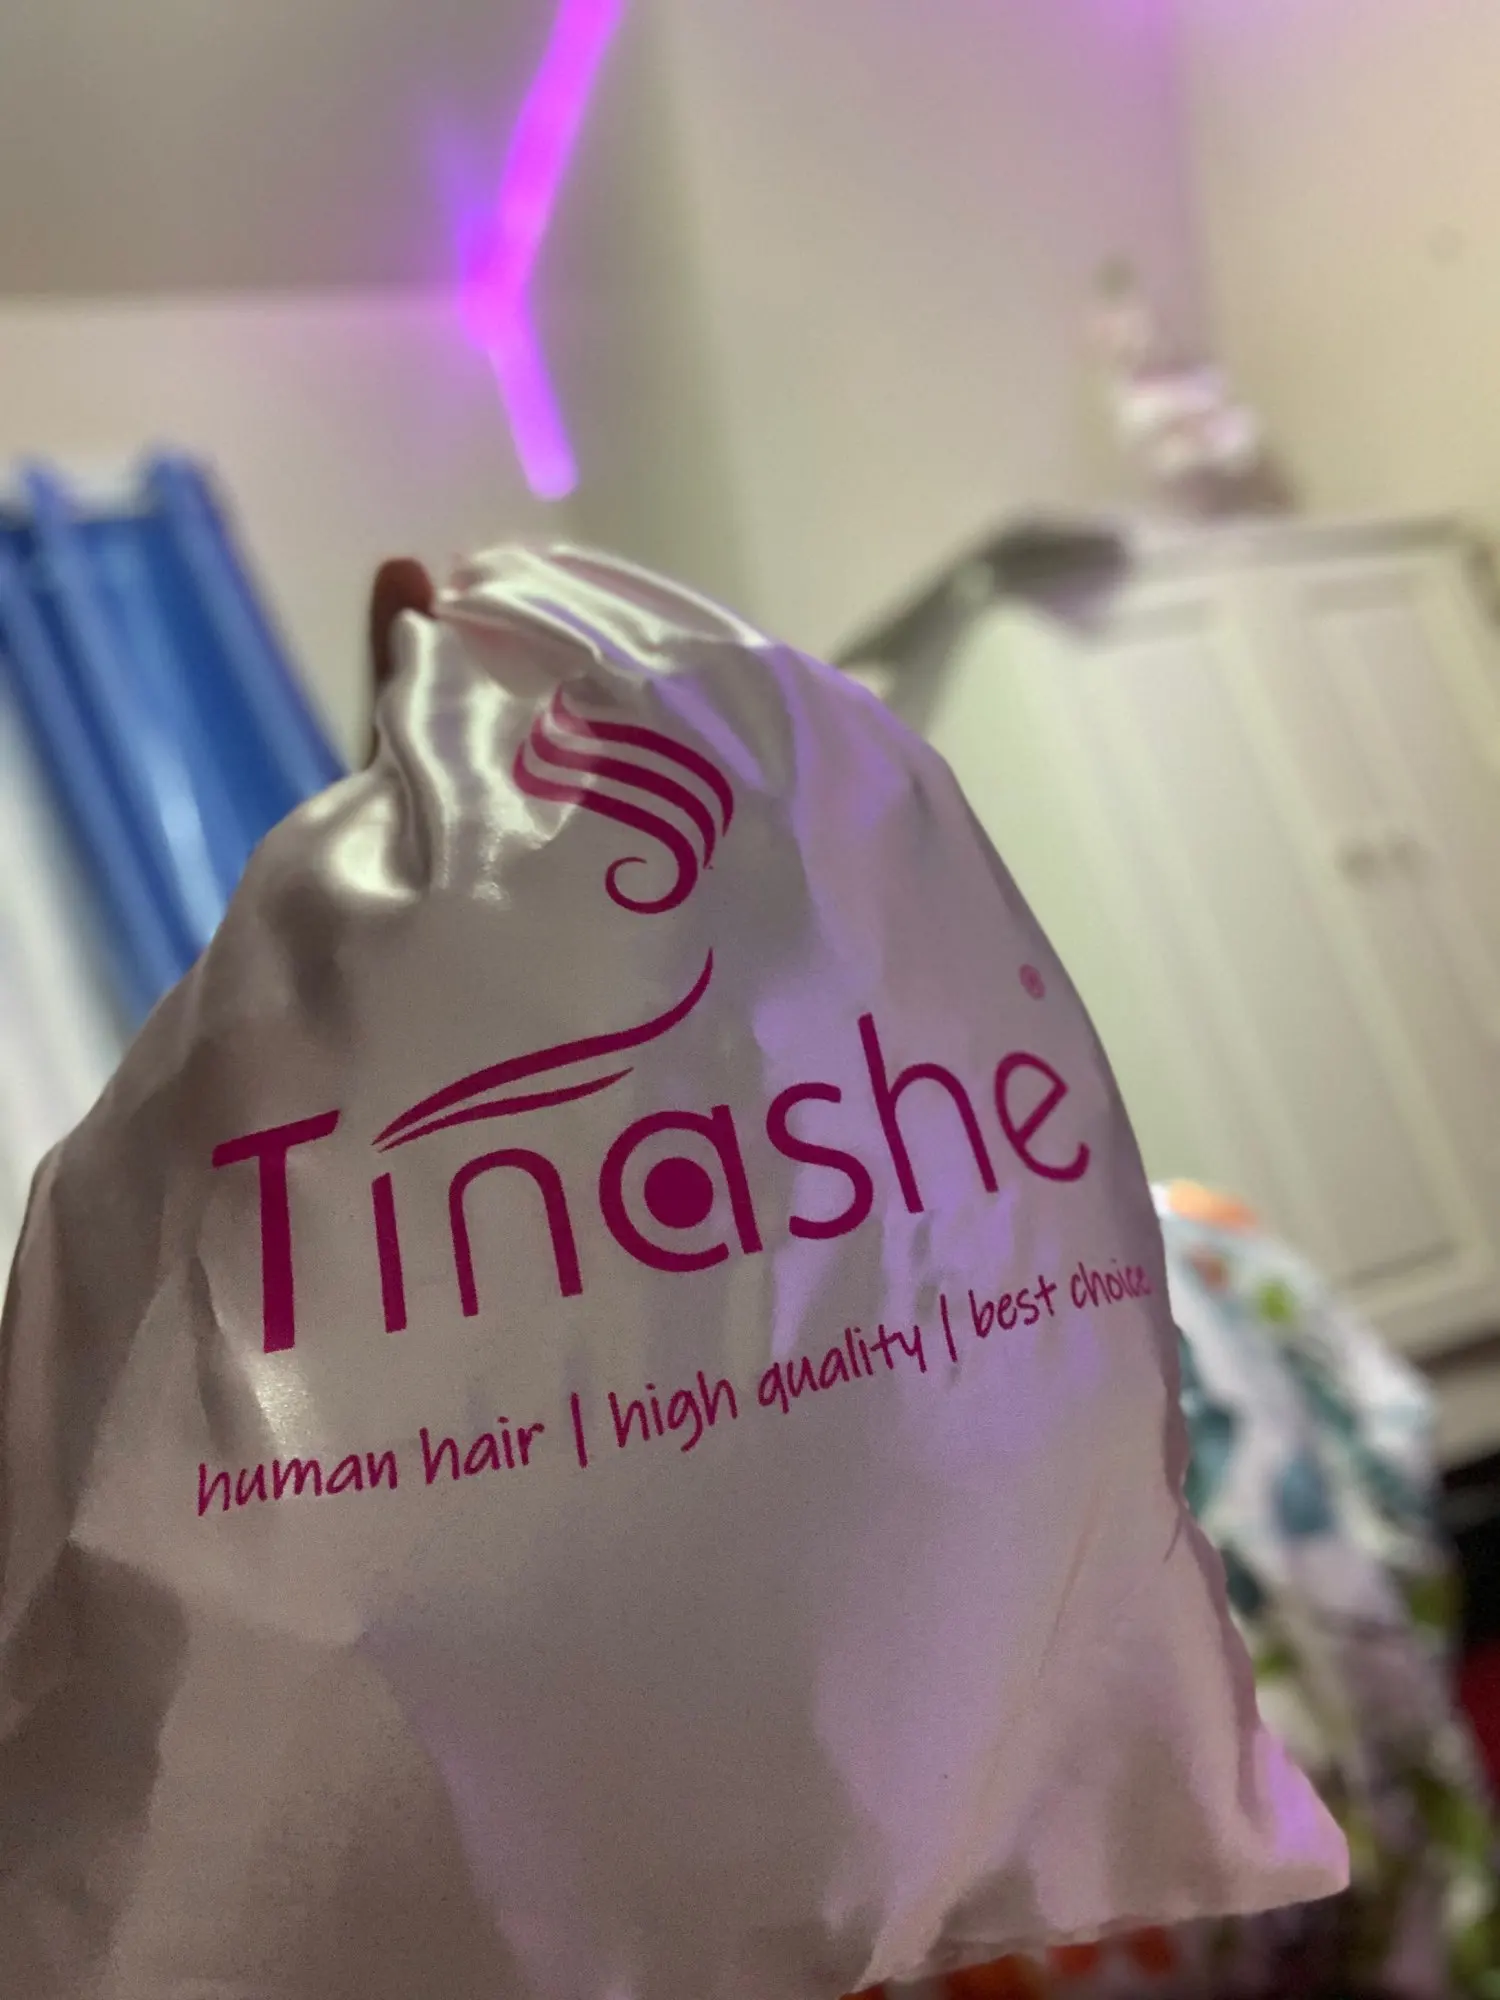 Tinashe®
human hair | high quality | best choice